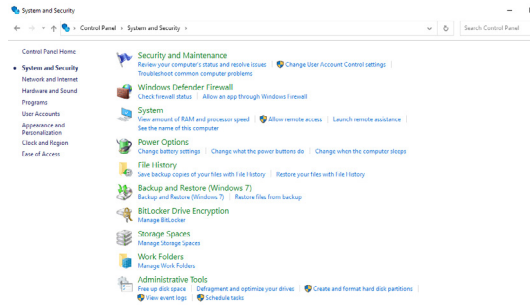 System and Security
Control Panel > System and Security >
Search Control Panel
Control Panel Home
System and Security
Network and Internet
Hardware and Sound
Programs
User Accounts
Appearance and
Personalization
Clock and Region
Ease of Access
Security and Maintenance
Review your computer's status and resolve issues | Change User Account Control settings |
Troubleshoot common computer problems
Windows Defender Firewall
Check firewall status | Allow an app through Windows Firewall
System
View amount of RAM and processor speed | Allow remote access | Launch remote assistance |
See the name of this computer
Power Options
Change battery settings | Change what the power buttons do | Change when the computer sleeps
File History
Save backup copies of your files with File History | Restore your files with File History
Backup and Restore (Windows 7)
Backup and Restore (Windows 7) | Restore files from backup
BitLocker Drive Encryption
Manage BitLocker
Storage Spaces
Manage Storage Spaces
Work Folders
Manage Work Folders
Administrative Tools
Free up disk space | Defragment and optimize your drives | Create and format hard disk partitions |
View event logs | Schedule tasks